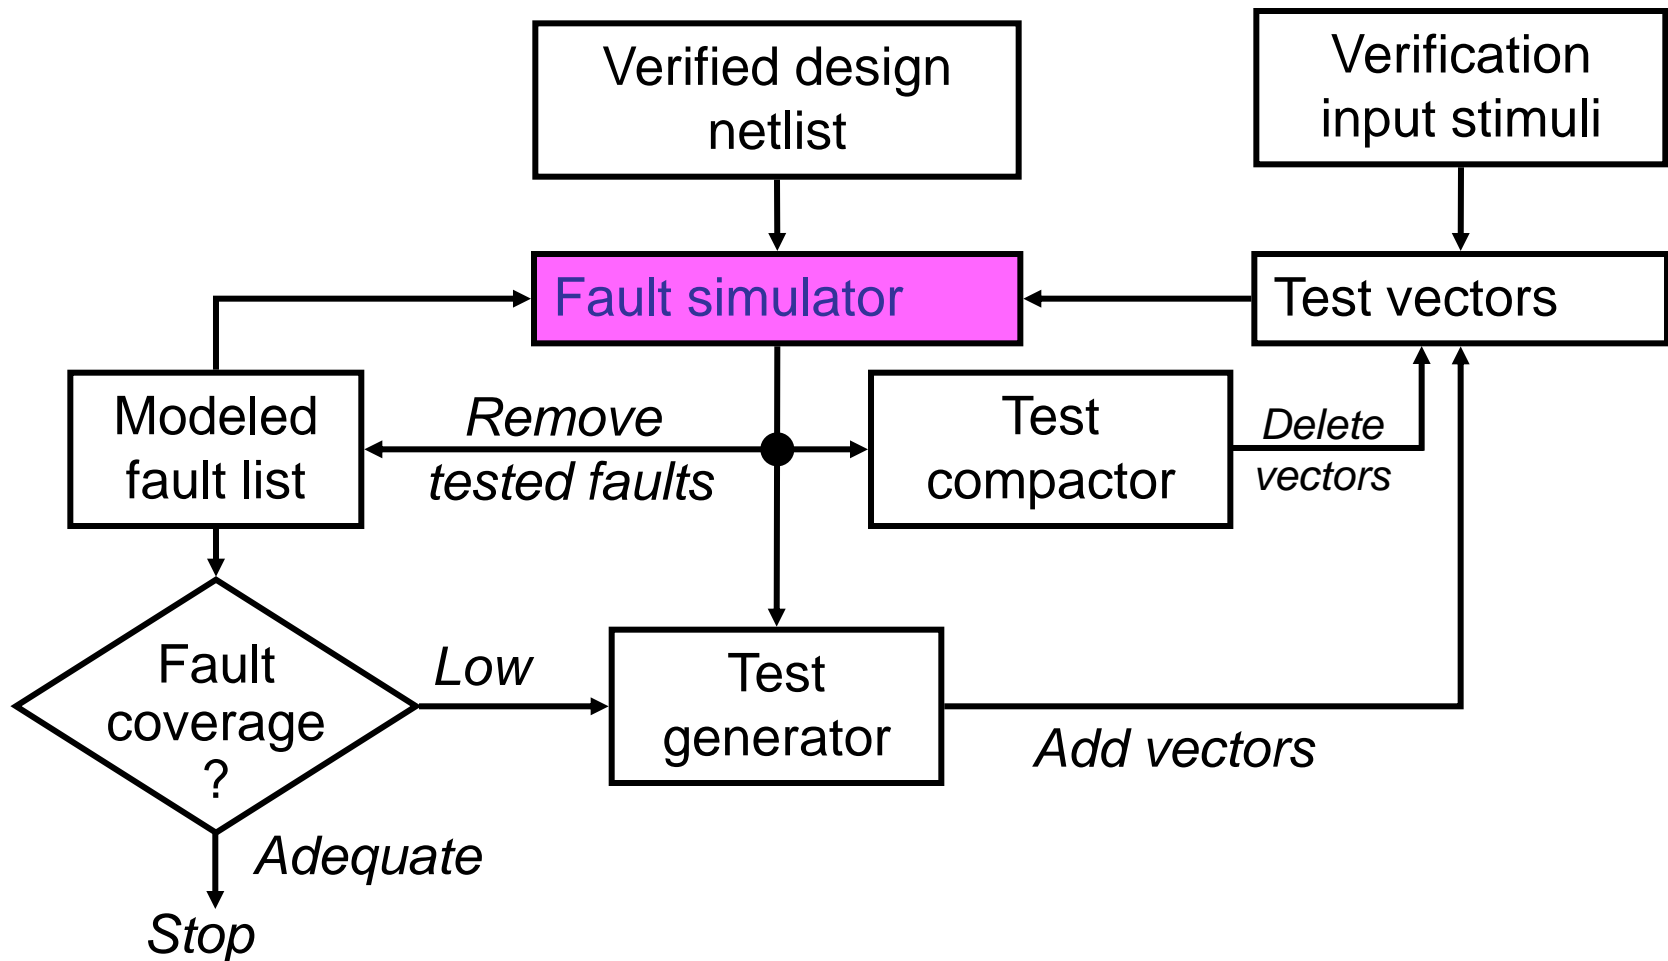 Verified design
netlist
Verification
input stimuli
Fault simulator
Test vectors
Modeled
fault list
Remove
tested faults
Test
compactor
Delete
vectors
Fault
coverage
?
Low
Test
generator
Add vectors
Adequate
Stop